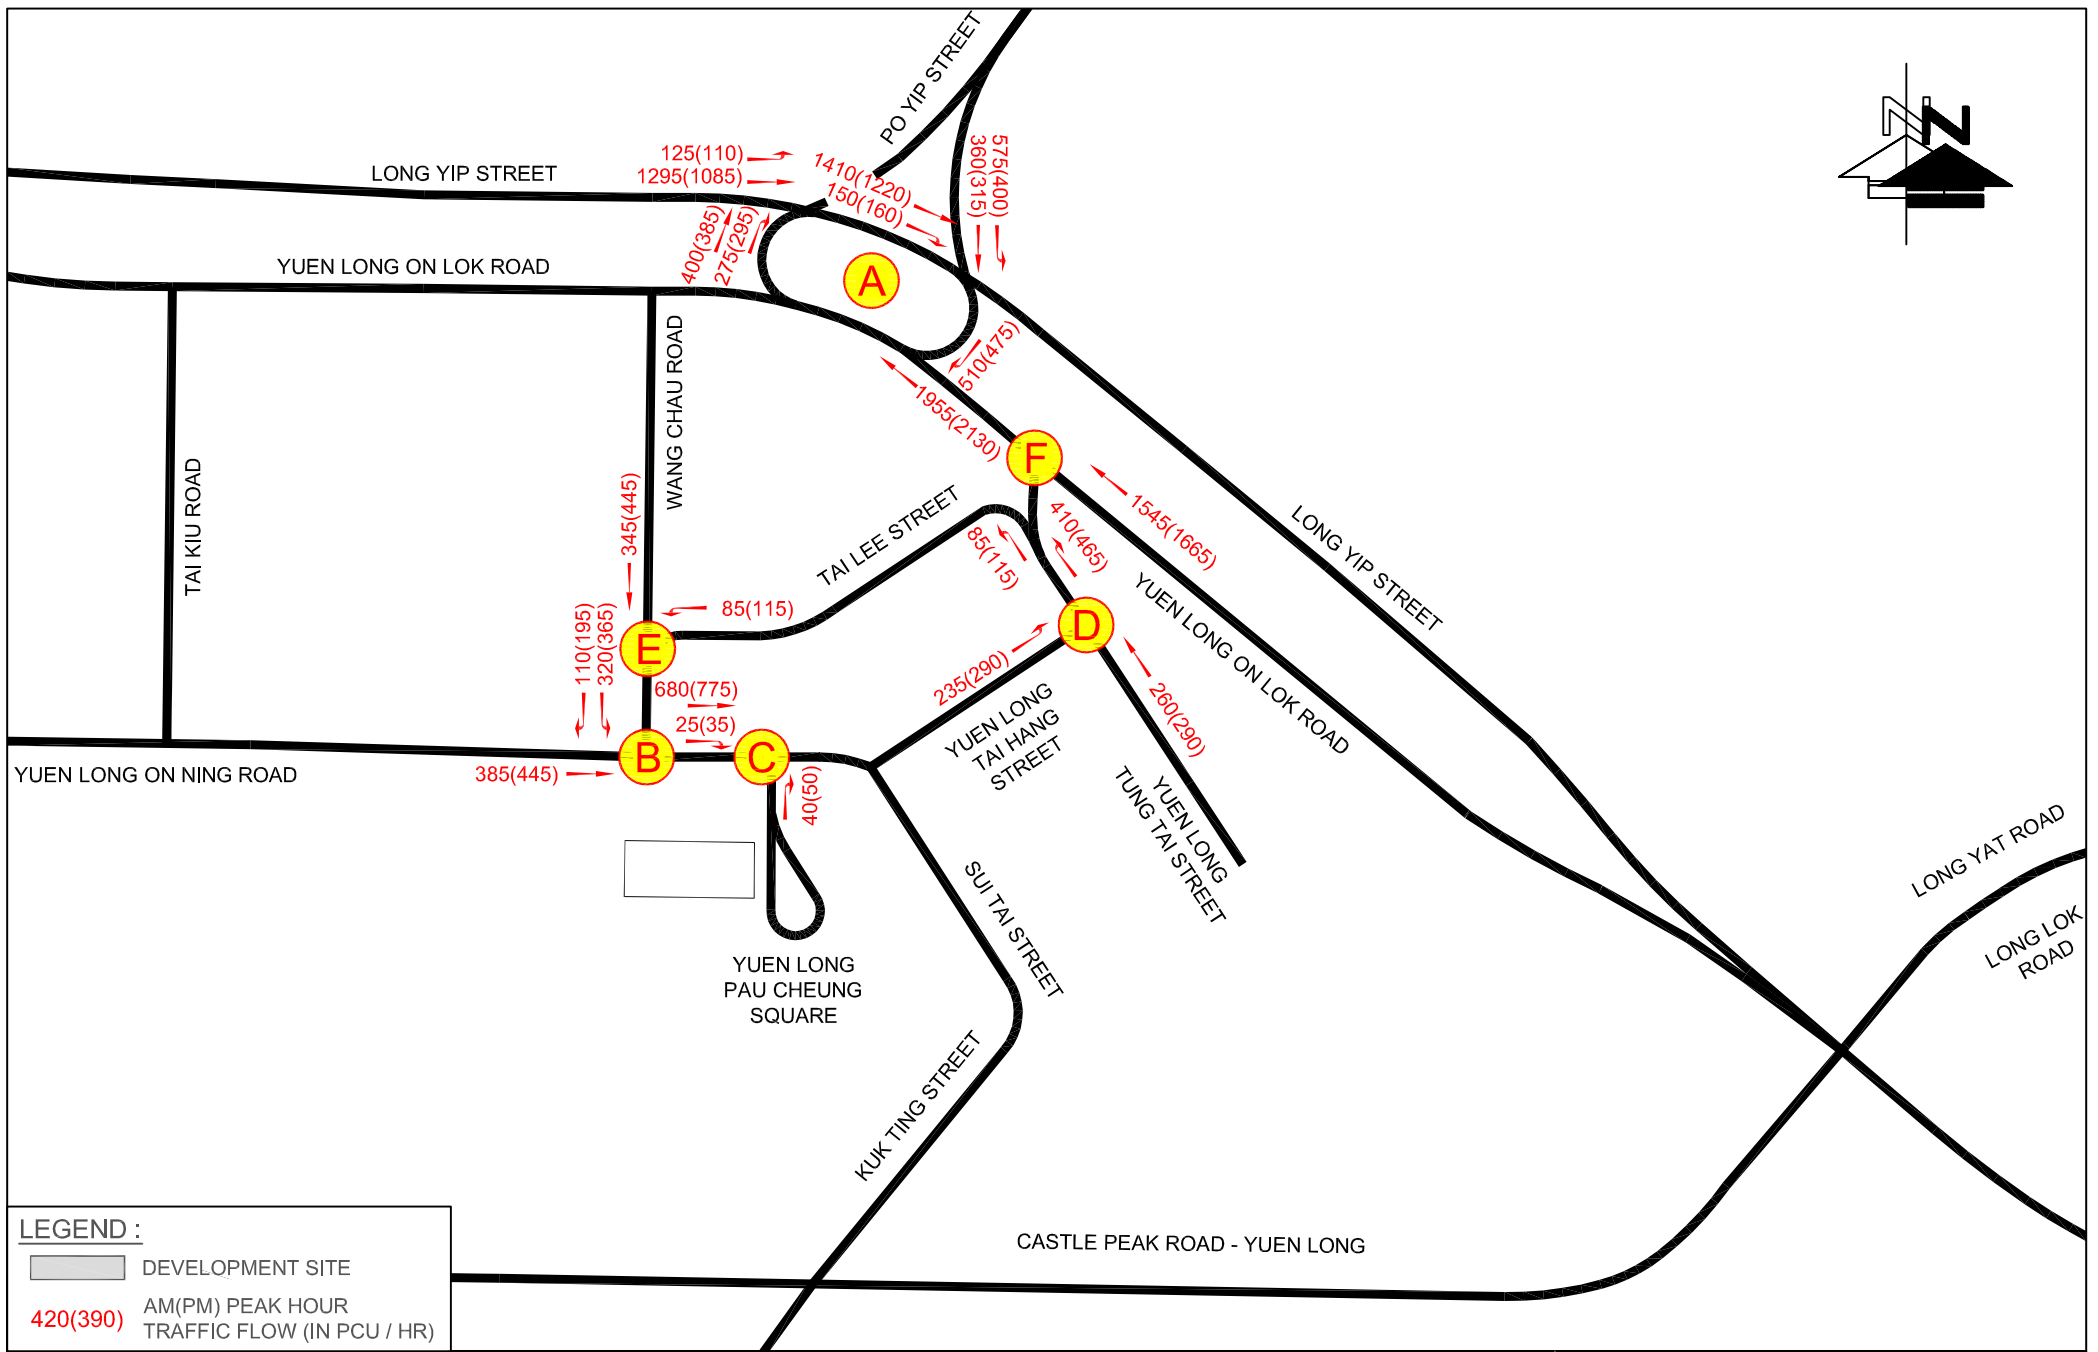 PO YIP STREET
LONG YIP STREET
125(110)
1295(1085)
1410(1220)
150(160)
575(400)
360(315)
N
N
400(385)
275(295)
YUEN LONG ON LOK ROAD
A
510(475)
1955(2130)
F
WANG CHAU ROAD
TAI KIU ROAD
345(445)
TAI LEE STREET
85(115)
410(465)
1545(1665)
LONG YIP STREET
YUEN LONG ON LOK ROAD
85(115)
E
D
110(195)
320(365)
235(290)
260(290)
680(775)
25(35)
YUEN LONG
TAI HANG
STREET
YUEN LONG
TUNG TAI STREET
B
C
YUEN LONG ON NING ROAD
385(445)
40(50)
SUI TAI STREET
LONG YAT ROAD
LONG LOK
ROAD
YUEN LONG
PAU CHEUNG
SQUARE
KUK TING STREET
CASTLE PEAK ROAD - YUEN LONG
LEGEND :
DEVELOPMENT SITE
420(390)
AM(PM) PEAK HOUR
TRAFFIC FLOW (IN PCU / HR)